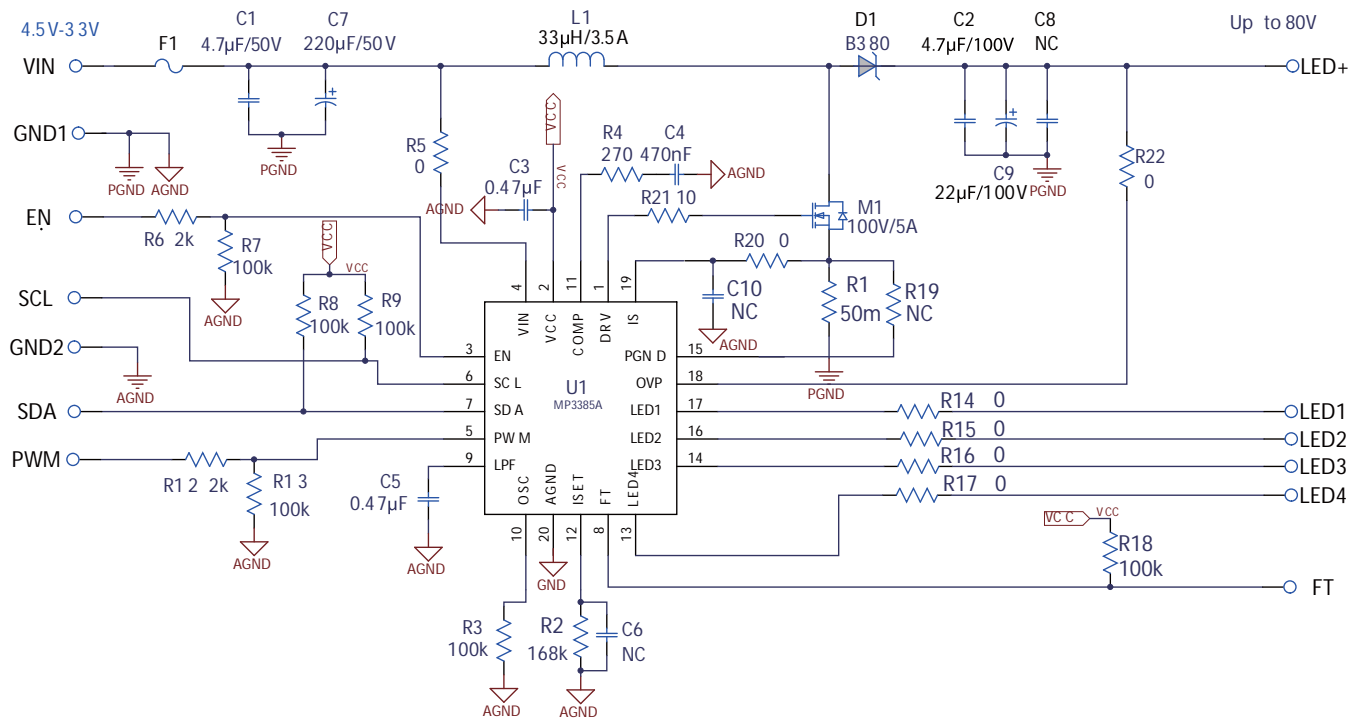 4.5V-33V
VIN
F1
C1
4.7µF/50V
C7
220µF/50V
L1
33µH/3.5A
D1
B380
C2
4.7µF/100V
C8
NC
Up to 80V
LED+
GND1
PGND
AGND
PGND
R5
0
VCC
VCC
C3
0.47µF
AGND
R4
270
C4
470nF
AGND
R21 10
M1
100V/5A
C9
22µF/100V
PGND
R22
0
EN
R6 2k
R7
100k
AGND
VCC
VCC
R8
100k
R9
100k
SCL
GND2
AGND
SDA
PWM
R12 2k
R13
100k
AGND
R20 0
C10
NC
AGND
R1
50m
R19
NC
PGND
4
2
11
1
19
VIN
VCC
COMP
DRV
IS
3
EN
6
SCL
7
SDA
5
PWM
9
LPF
U1
MP3385A
PGND
15
OVP
18
LED1
17
LED2
16
LED3
14
OSC
AGND
ISET
FT
LED4
10
20
12
8
13
R14 0
LED1
R15 0
LED2
R16 0
LED3
R17 0
LED4
C5
0.47µF
AGND
GND
VCC
VCC
R18
100k
FT
R3
100k
AGND
R2
168k
C6
NC
AGND